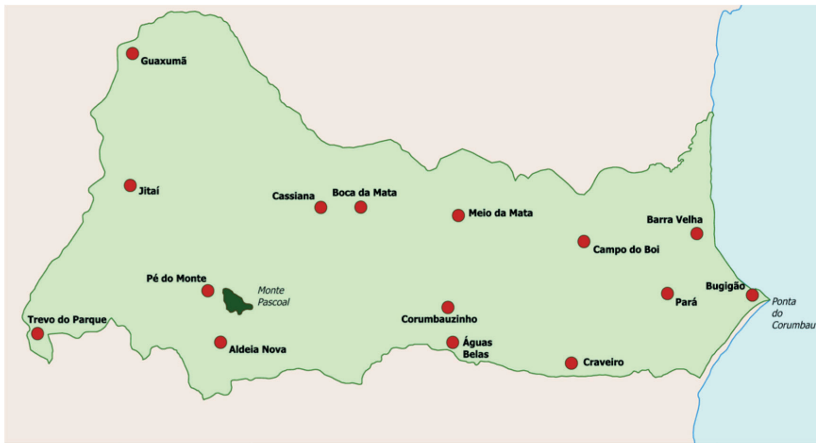 Guaxumã
Jitaí
Cassiana
Boca da Mata
Meio da Mata
Barra Velha
Campo do Boi
Pé do Monte
Monte
Pascoal
Bugigão
Pará
Ponta
do
Corumbau
Trevo do Parque
Corumbauzinho
Aldeia Nova
Águas
Belas
Craveiro